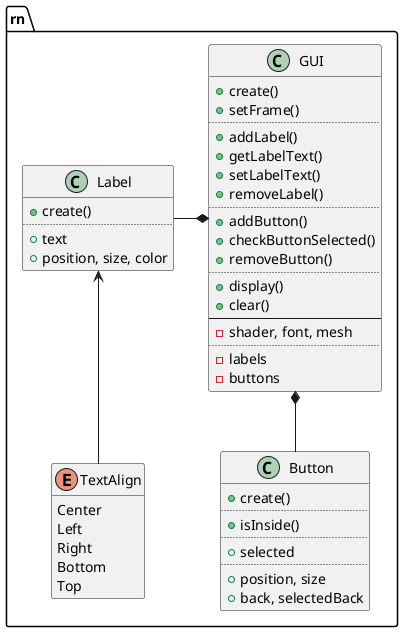 rn
C GUI
create()
setFrame()
addLabel()
getLabelText()
setLabelText()
removeLabel()
addButton()
checkButtonSelected()
removeButton()
display()
clear()
shader, font, mesh
labels
buttons
C Label
create()
text
position, size, color
E TextAlign
Center
Left
Right
Bottom
Top
C Button
create()
isInside()
selected
position, size
back, selectedBack